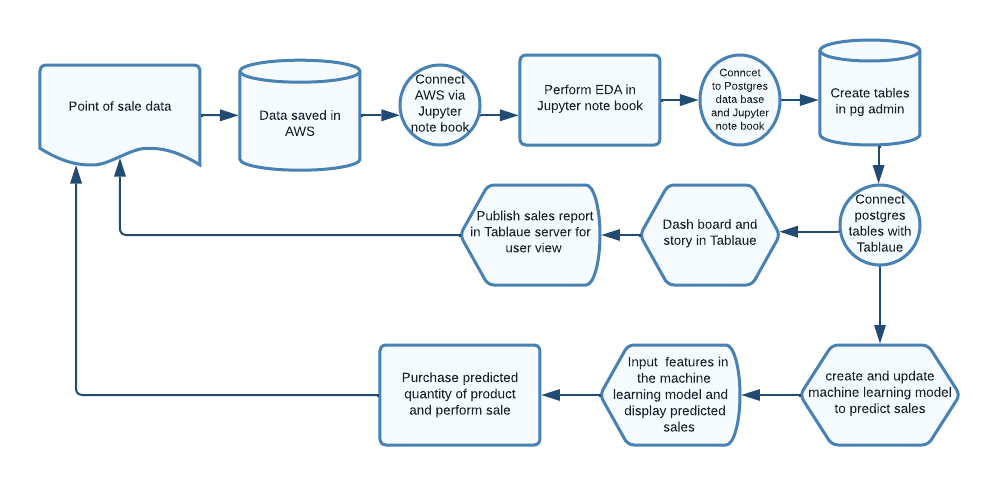 Point of sale data
Data saved in
AWS
Connect
AWS via
Jupyter
note book
Perform EDA in
Jupyter note book
Conncet
to Postgres
data base
and Jupyter
note book
Create tables
in pg admin
Publish sales report
in Tablaue server for
user view
Dash board and
story in Tablaue
Connect
postgres
tables with
Tablaue
Purchase predicted
quantity of product
and perform sale
Input features in
the machine
learning model and
display predicted
sales
create and update
machine learning model
to predict sales